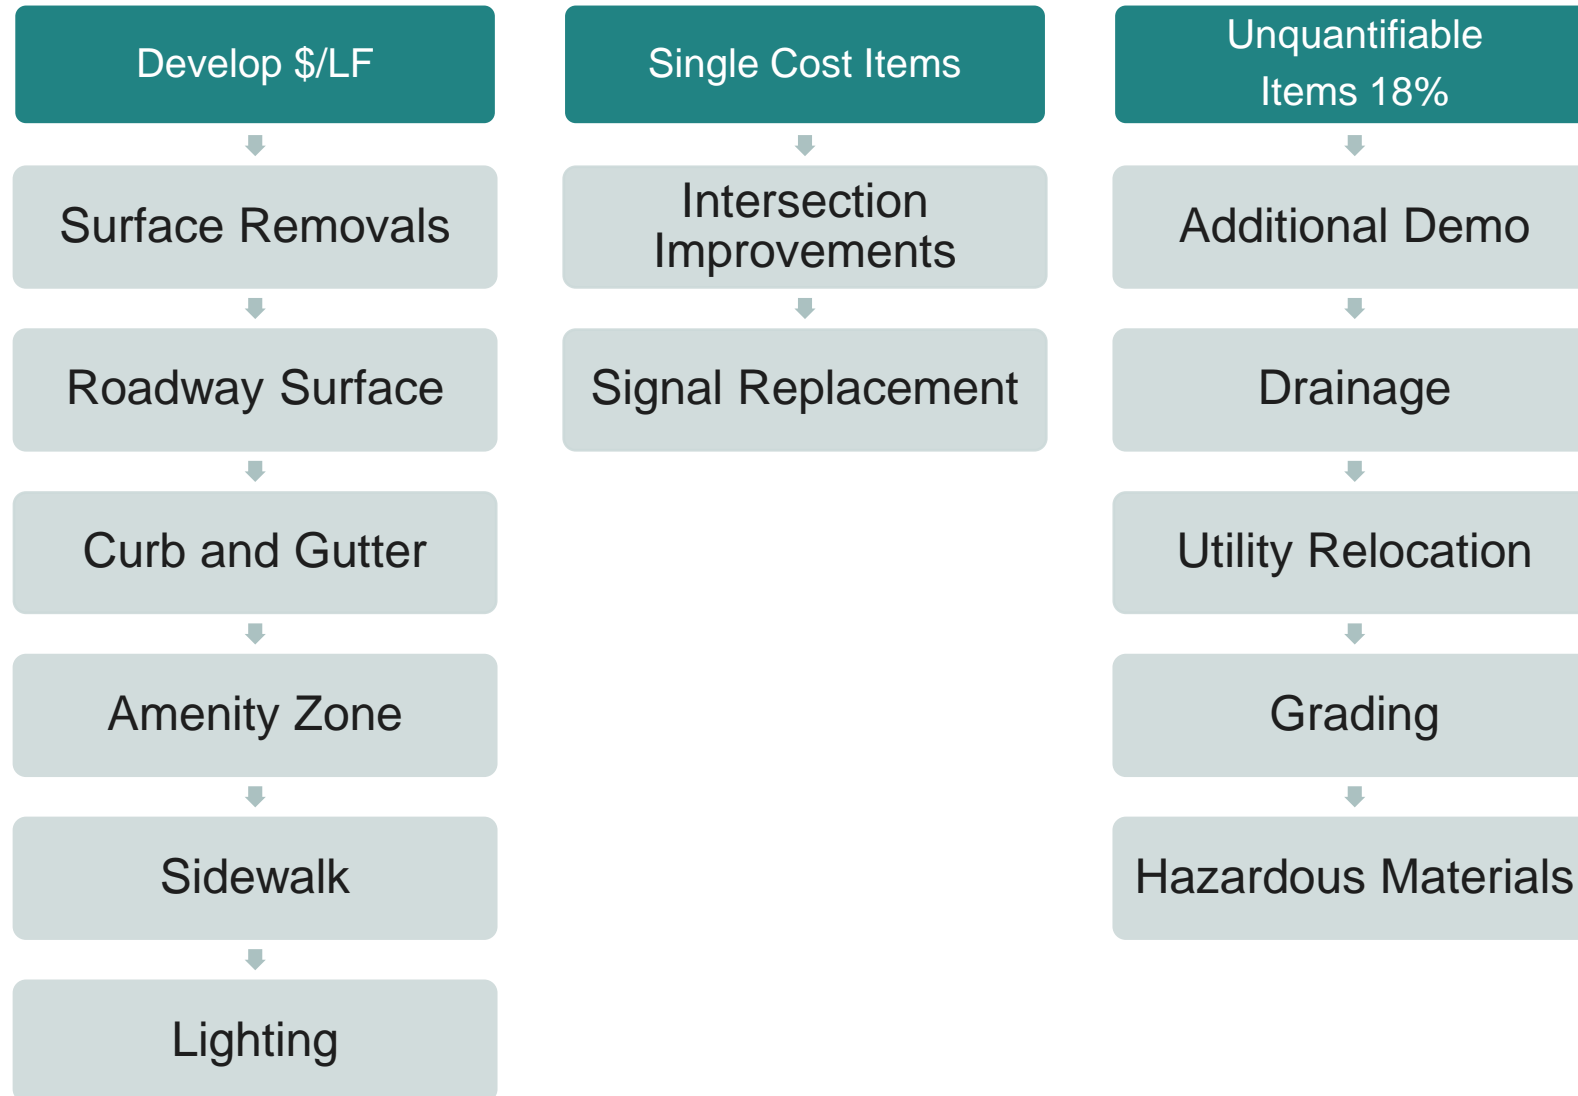 Develop $/LF
Surface Removals
Roadway Surface
Curb and Gutter
Amenity Zone
Sidewalk
Lighting
Single Cost Items
Intersection
Improvements
Signal Replacement
Unquantifiable
Items 18%
Additional Demo
Drainage
Utility Relocation
Grading
Hazardous Materials